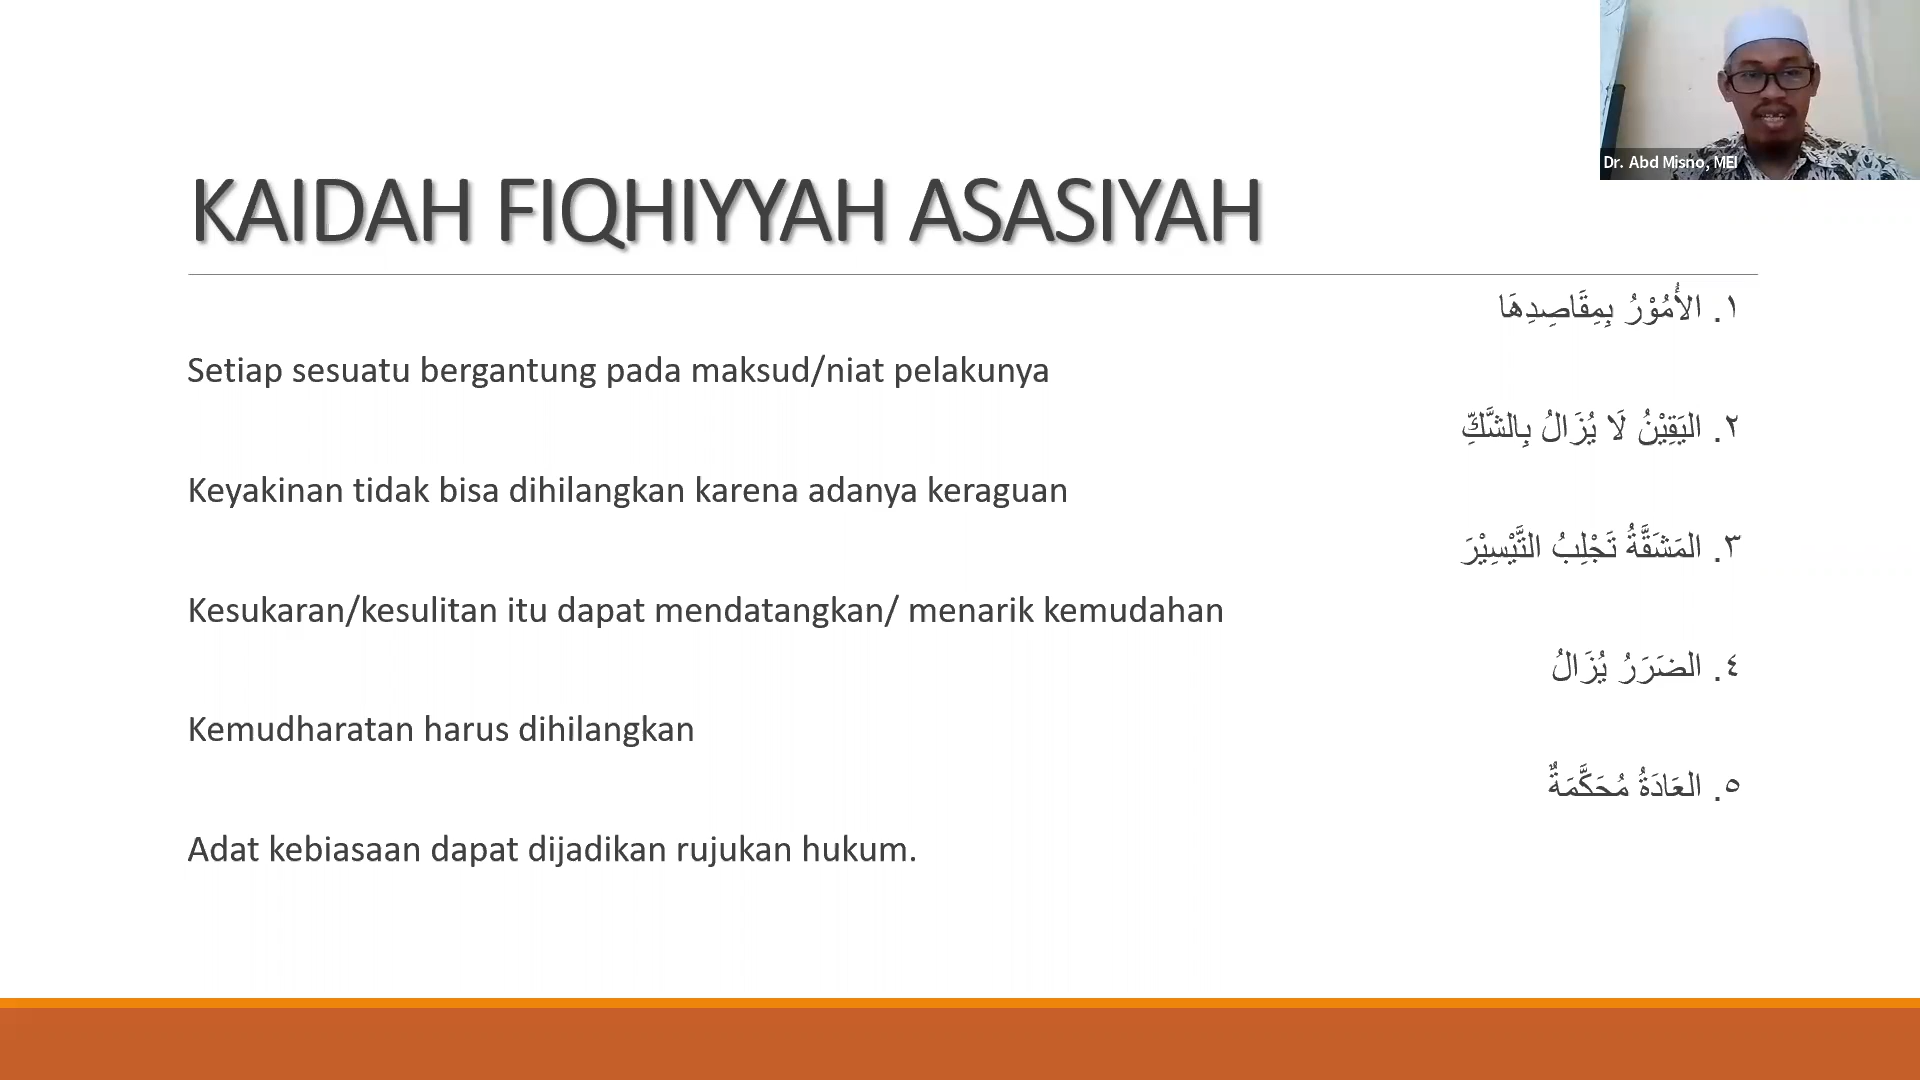 Dr. Abd Misno, MEI
KAIDAH FIQHIYYAH ASASIYAH
١. الأُمُوْرُ بِمِقَاصِدِهَا
Setiap sesuatu bergantung pada maksud/niat pelakunya
٢. اليَقِيْنُ لَا يُزَالُ بِالشَّكِّ
Keyakinan tidak bisa dihilangkan karena adanya keraguan
٣. المَشَقَّةُ تَجْلِبُ التَّيْسِيْرَ
Kesukaran/kesulitan itu dapat mendatangkan/ menarik kemudahan
٤. الضَرَرُ يُزَالُ
Kemudharatan harus dihilangkan
٥. العَادَةُ مُحَكَّمَةٌ
Adat kebiasaan dapat dijadikan rujukan hukum.